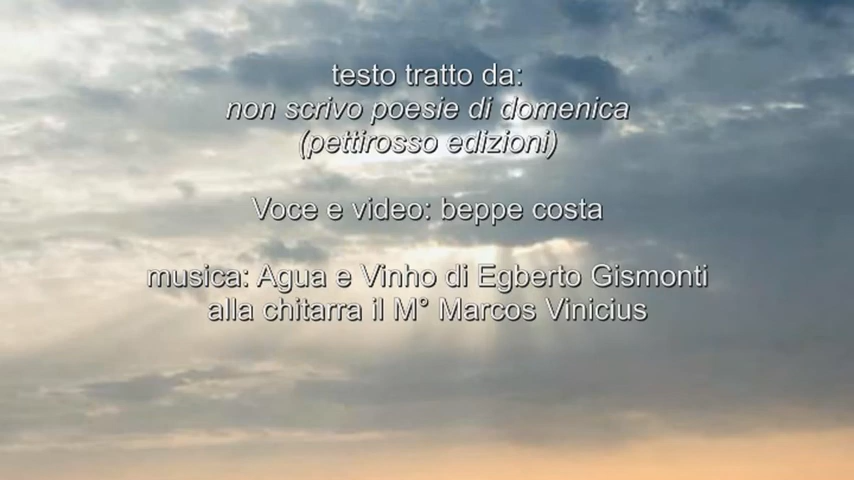 testo tratto da:
non scrivo poesie di domenica
(pettirosso edizioni)
Voce e video: beppe costa
musica: Agua e Vinho di Egberto Gismonti
alla chitarra il M° Marcos Vinicius